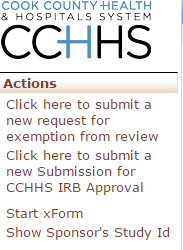 COOK COUNTY HEALTH
& HOSPITALS SYSTEM
CCHHS
Actions
Click here to submit a
new request for
exemption from review
Click here to submit a
new Submission for
CCHHS IRB Approval
Start xForm
Show Sponsor's Study Id